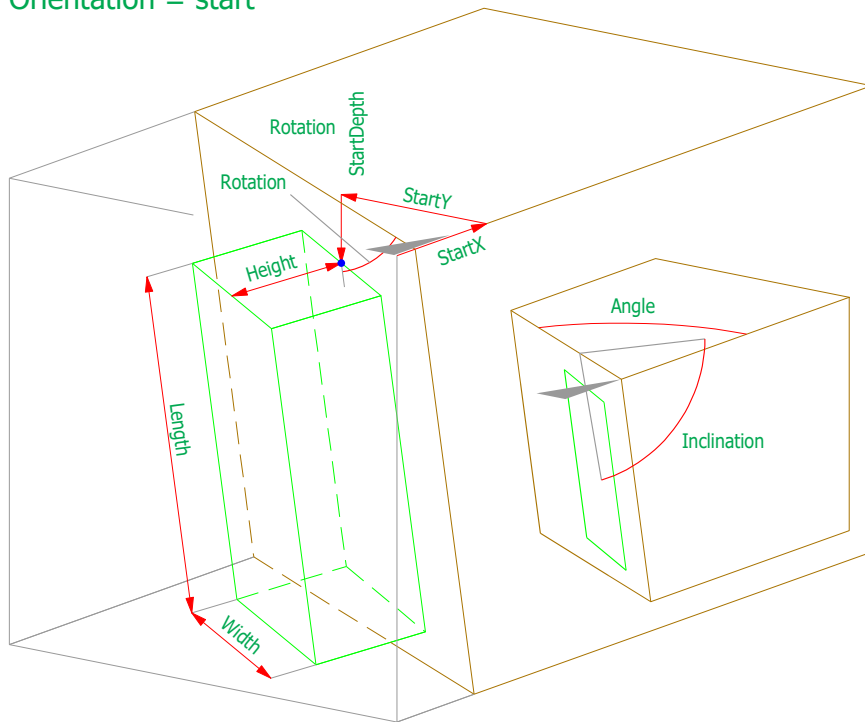 Orientation = start
Rotation
StartDepth
Rotation
StartY
StartX
Height
Length
Width
Angle
Inclination